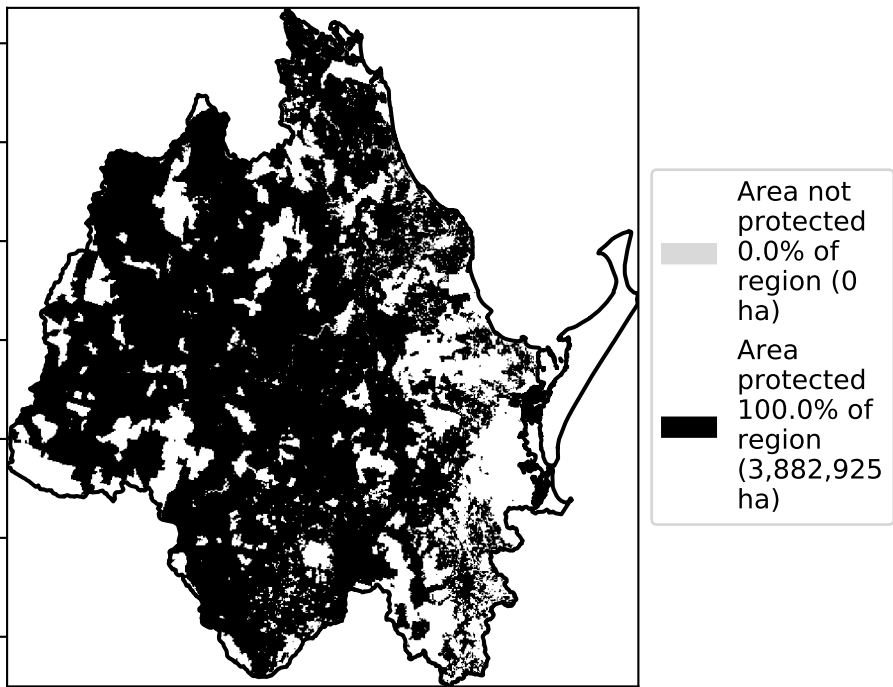 Area not
protected
0.0% of
region (0
ha)
Area
protected
100.0% of
region
(3,882,925
ha)